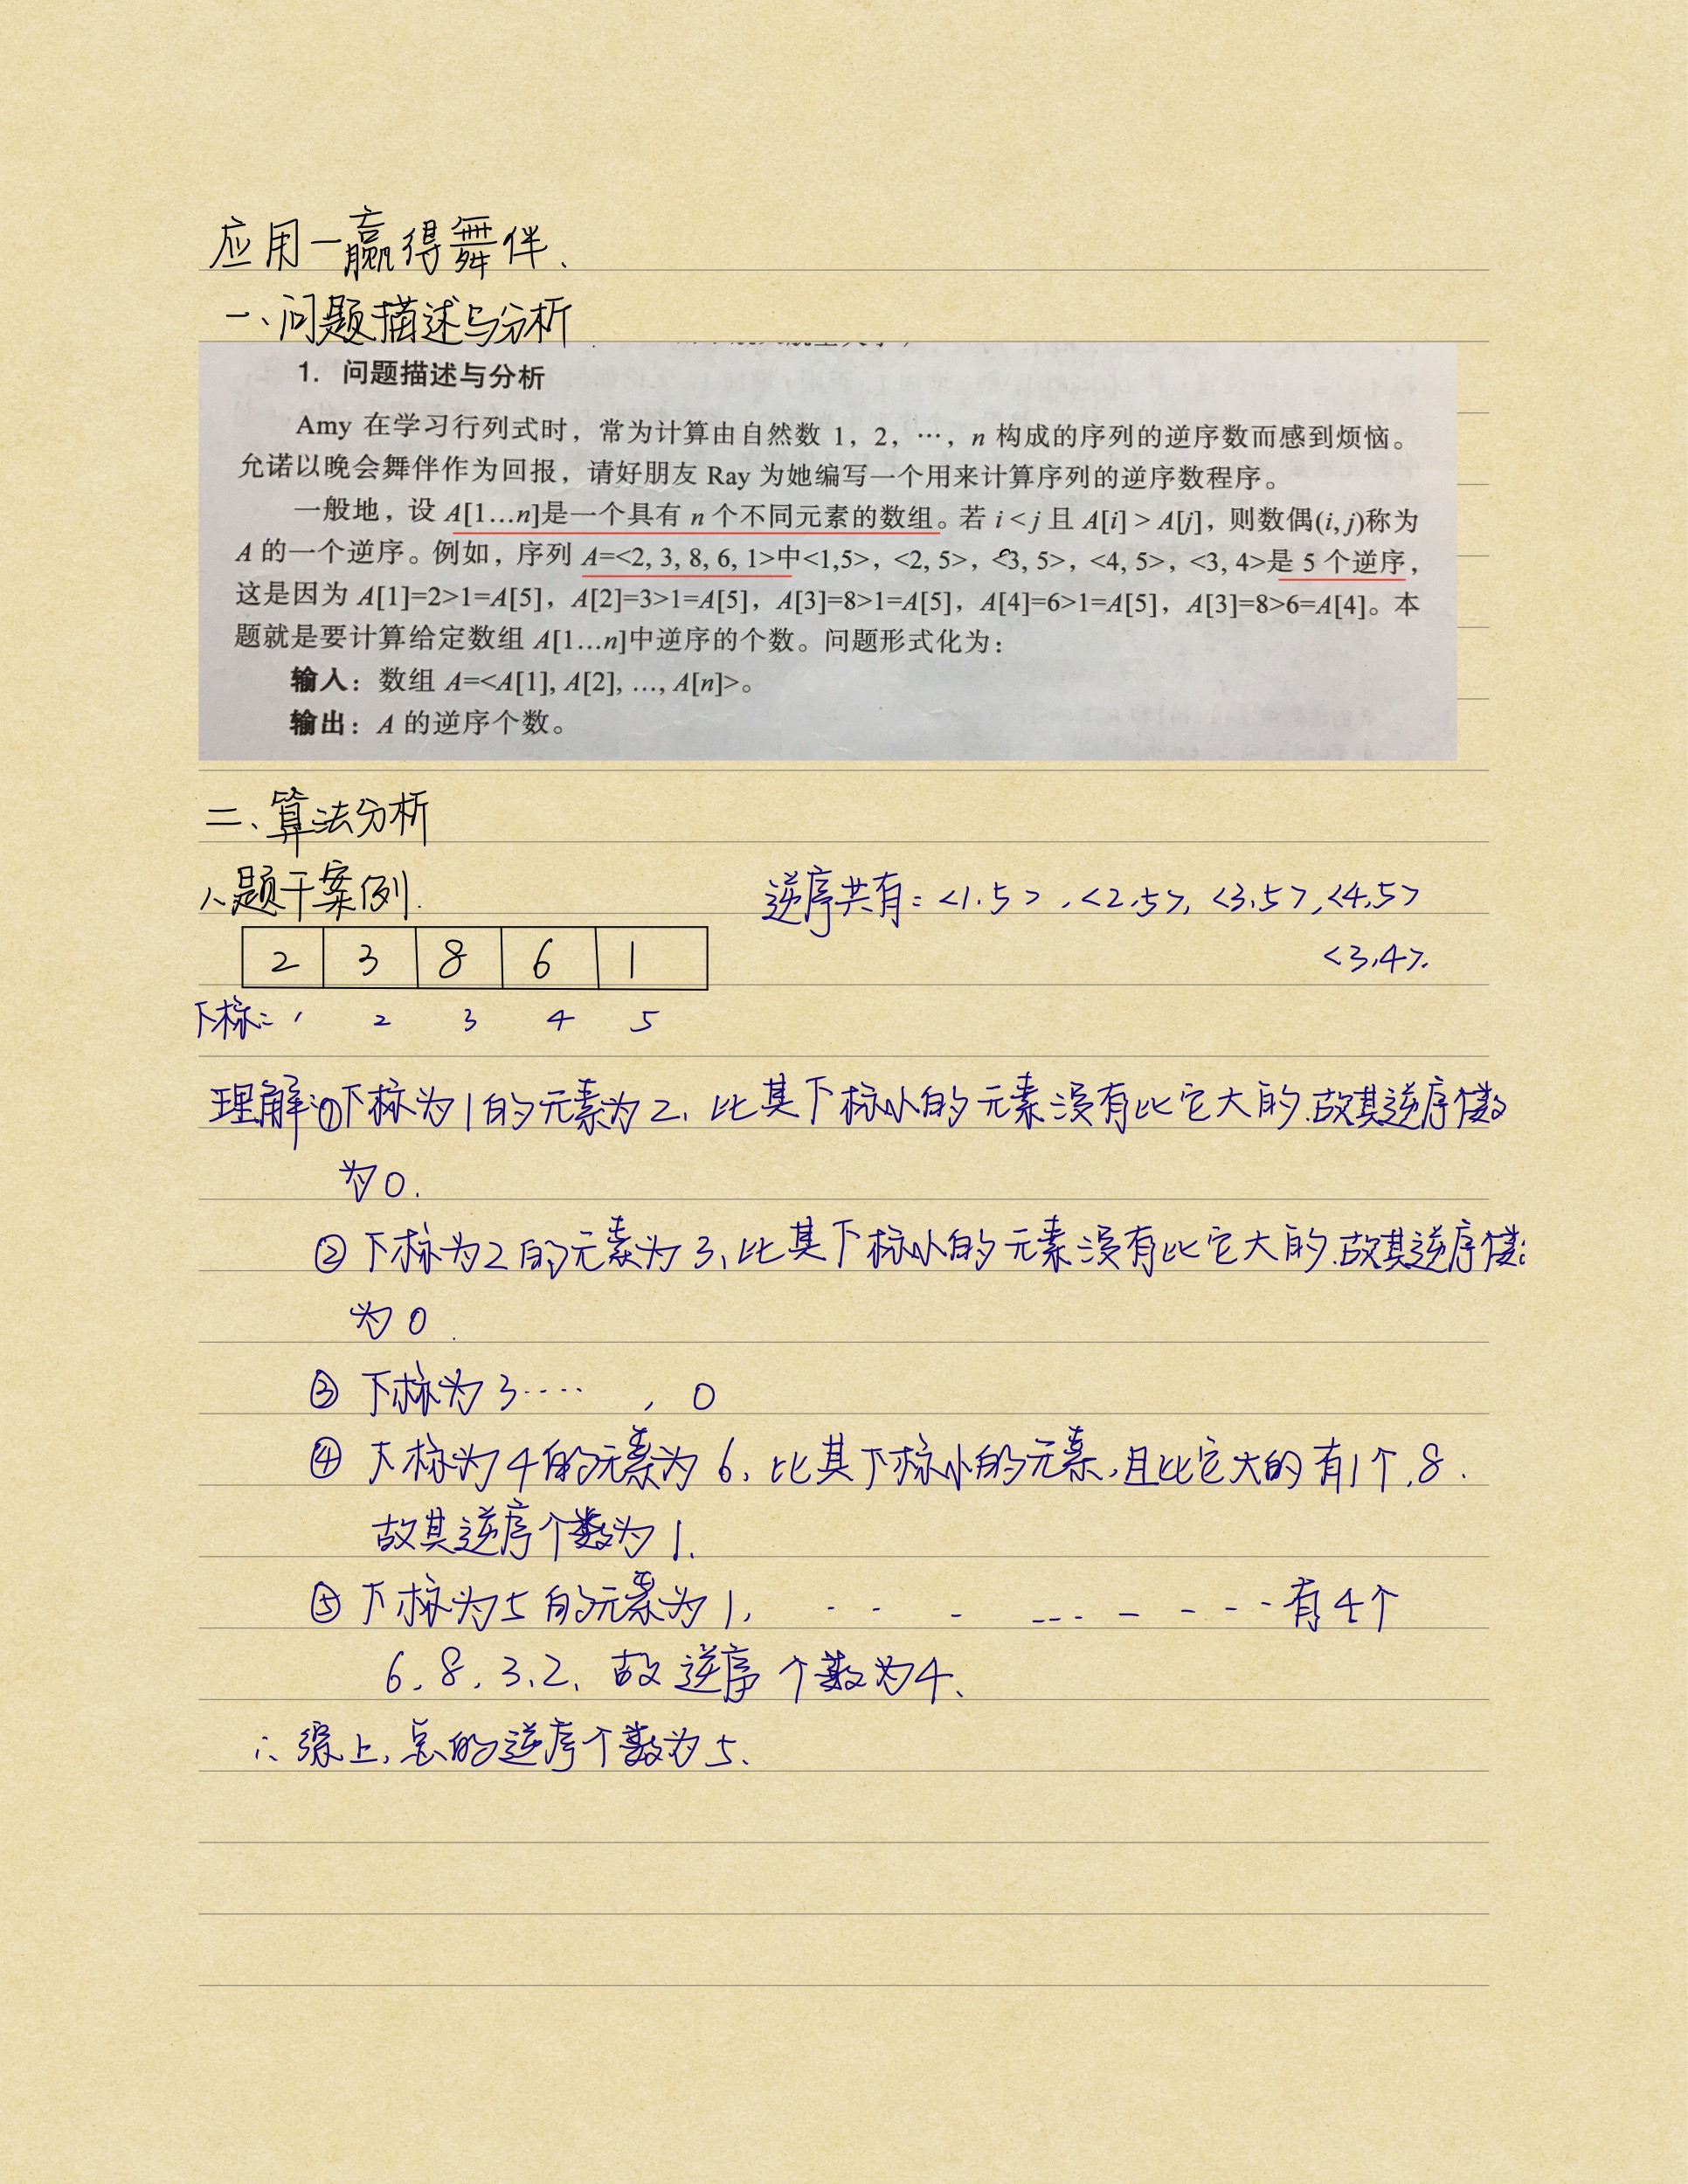 应用—赢得舞伴.
一、问题描述与分析
1. 问题描述与分析
Amy 在学习行列式时，常为计算由自然数 1，2，…，n 构成的序列的逆序数而感到烦恼。
允诺以晚会舞伴作为回报，请好朋友 Ray 为她编写一个用来计算序列的逆序数程序。
一般地，设 A[1…n]是一个具有 n 个不同元素的数组。若 i < j 且 A[i] > A[j]，则数偶(i, j)称为
A 的一个逆序。例如，序列 A=<2, 3, 8, 6, 1>中<1,5>，<2, 5>，<3, 5>，<4, 5>，<3, 4>是 5 个逆序，
这是因为 A[1]=2>1=A[5]，A[2]=3>1=A[5]，A[3]=8>1=A[5]，A[4]=6>1=A[5]，A[3]=8>6=A[4]。本
题就是要计算给定数组 A[1…n]中逆序的个数。问题形式化为：
输入：数组 A=<A[1], A[2], …, A[n]>。
输出：A 的逆序个数。
二、算法分析
1、题干案例.
逆序共有: <1.5>, <2.5>, <3.5>, <4.5>
<3,4>.
2 3 8 6 1
下标: 1 2 3 4 5
理解:①下标为1的元素为2, 比其下标小的元素没有比它大的.故其逆序个数
为0.
②下标为2的元素为3,比其下标小的元素没有比它大的.故其逆序个数
为0.
③ 下标为3···· , 0
④ 下标为4的元素为6, 比其下标小的元素,且比它大的有1个,8.
故其逆序个数为1.
⑤ 下标为5的元素为1, - - - --- - - - - 有4个
6, 8, 3, 2, 故逆序个数为4.
∴ 综上,总的逆序个数为5.